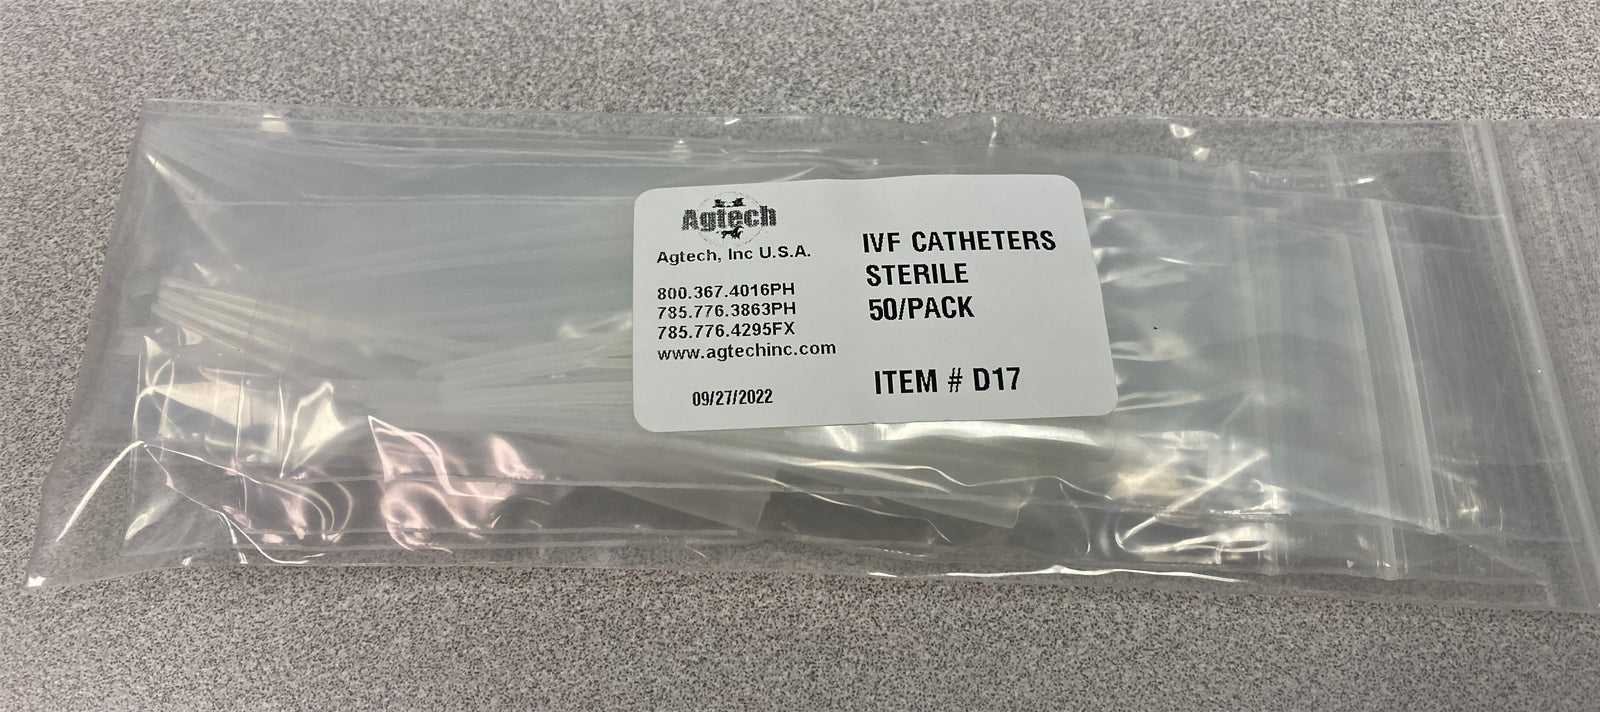 Agtech
Agtech, Inc U.S.A.
800.367.4016PH
785.776.3863PH
785.776.4295FX
www.agtechinc.com
09/27/2022
IVF CATHETERS
STERILE
50/PACK
ITEM # D17